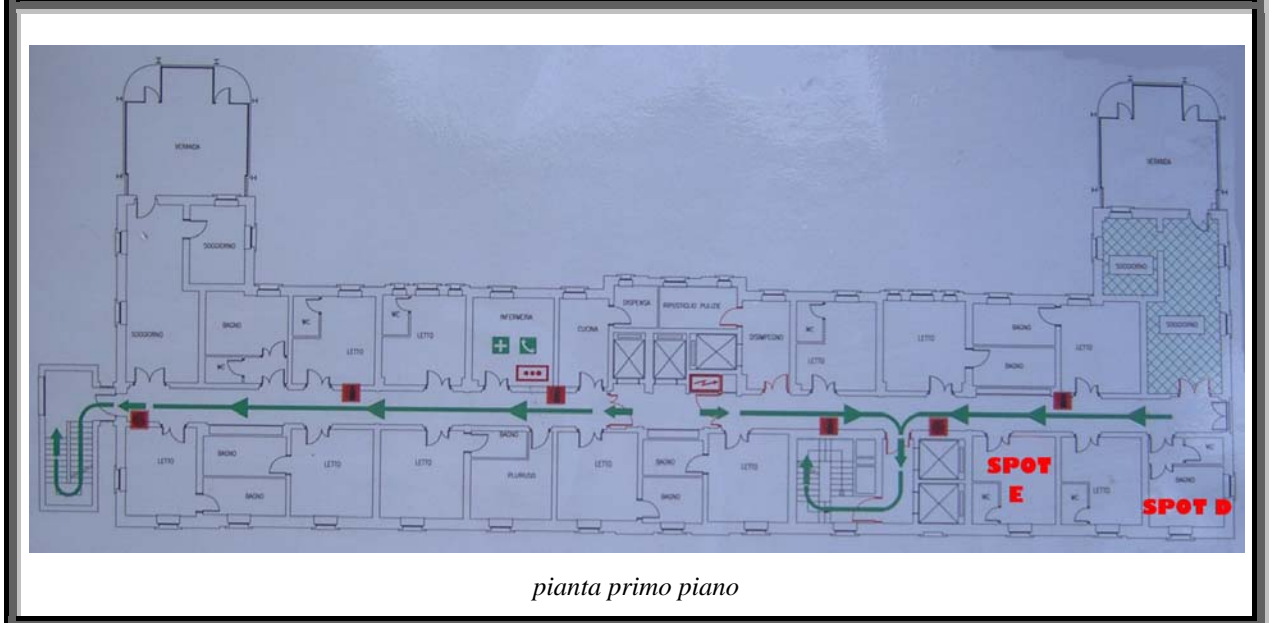 VERANDA
VERANDA
SOGGIORNO
SOGGIORNO
SOGGIORNO
SOGGIORNO
DISPENSA
RIPOSTIGLIO PULIZIE
BAGNO
WC
WC
LETTO
WC
LETTO
INFERMERIA
CUCINA
DISIMPEGNO
WC
LETTO
LETTO
BAGNO
BAGNO
LETTO
LETTO
BAGNO
BAGNO
LETTO
LETTO
BAGNO
PLURIUSO
LETTO
BAGNO
BAGNO
LETTO
SPOT
E
WC
WC
LETTO
WC
BAGNO
SPOT D
pianta primo piano